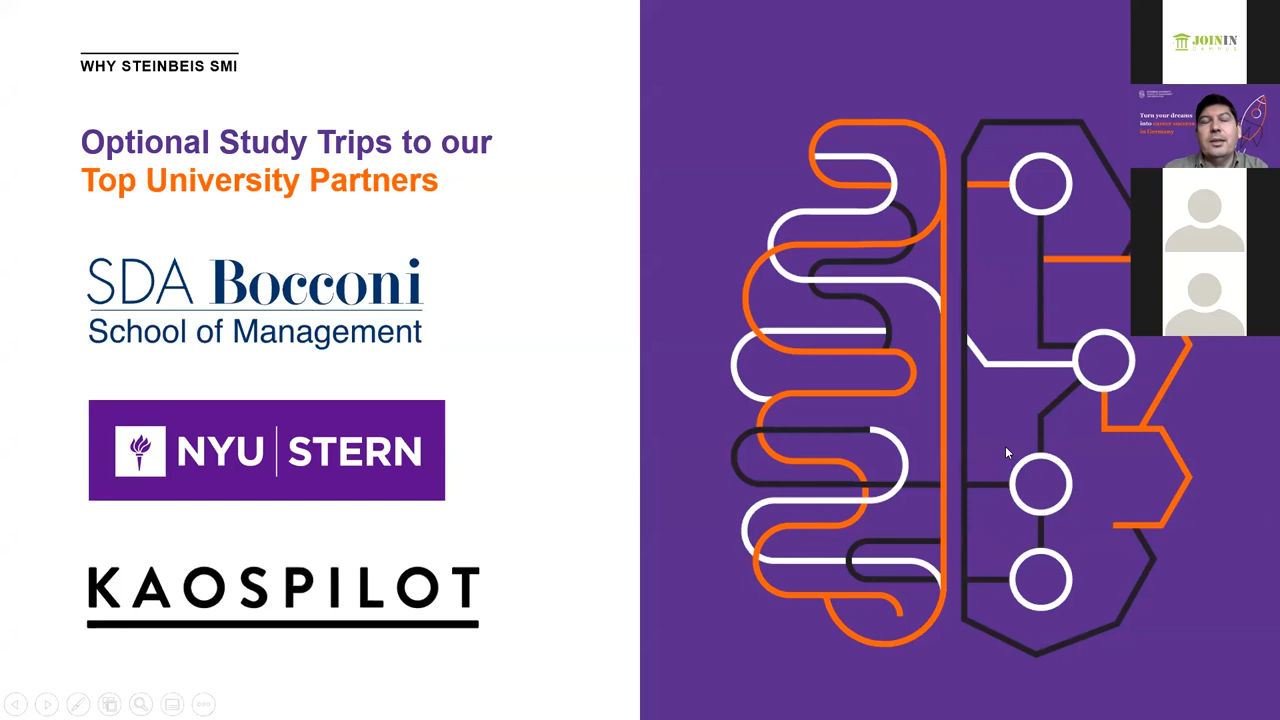 WHY STEINBEIS SMI
Optional Study Trips to our
Top University Partners
SDA Bocconi
School of Management
NYU STERN
KAOSPILOT
JOININ
CAMPUS
Turn your dreams
into career success
in Germany